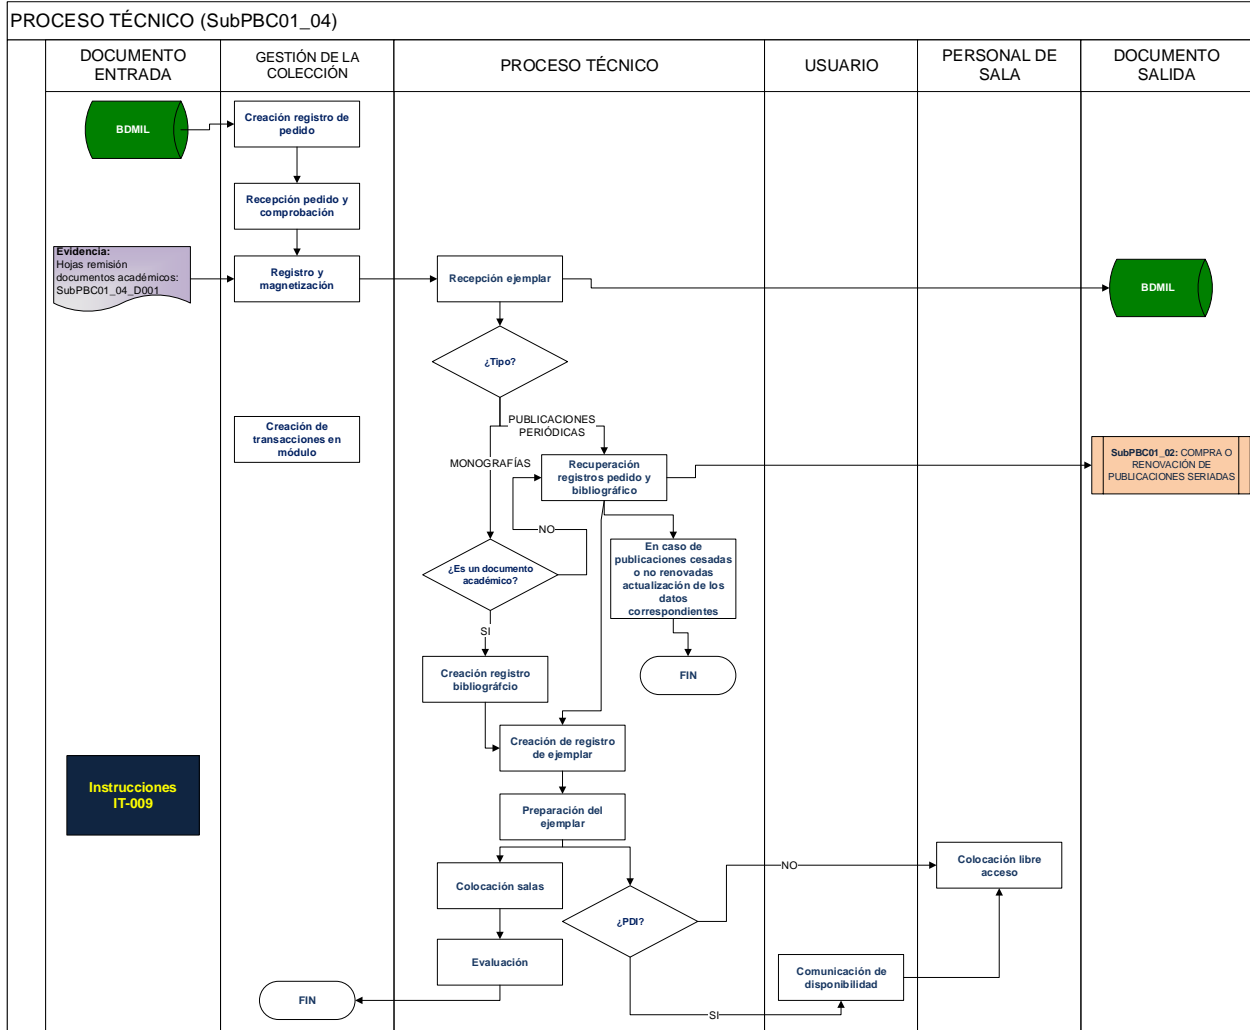 PROCESO TÉCNICO (SubPBC01_04)
DOCUMENTO
ENTRADA
GESTIÓN DE LA
COLECCIÓN
PROCESO TÉCNICO
USUARIO
PERSONAL DE
SALA
DOCUMENTO
SALIDA
BDMIL
Creación registro de
pedido
Recepción pedido y
comprobación
Evidencia:
Hojas remisión
documentos académicos:
SubPBC01_04_D001
Registro y
magnetización
Recepción ejemplar
BDMIL
¿Tipo?
PUBLICACIONES
PERIÓDICAS
Creación de
transacciones en
módulo
MONOGRAFÍAS
Recuperación
registros pedido y
bibliográfico
SubPBC01_02: COMPRA O
RENOVACIÓN DE
PUBLICACIONES SERIADAS
NO
¿Es un documento
académico?
En caso de
publicaciones cesadas
o no renovadas
actualización de los
datos
correspondientes
SI
Creación registro
bibliográfcio
FIN
Creación de registro
de ejemplar
Instrucciones
IT-009
Preparación del
ejemplar
Colocación salas
¿PDI?
NO
Colocación libre
acceso
Evaluación
Comunicación de
disponibilidad
FIN
SI